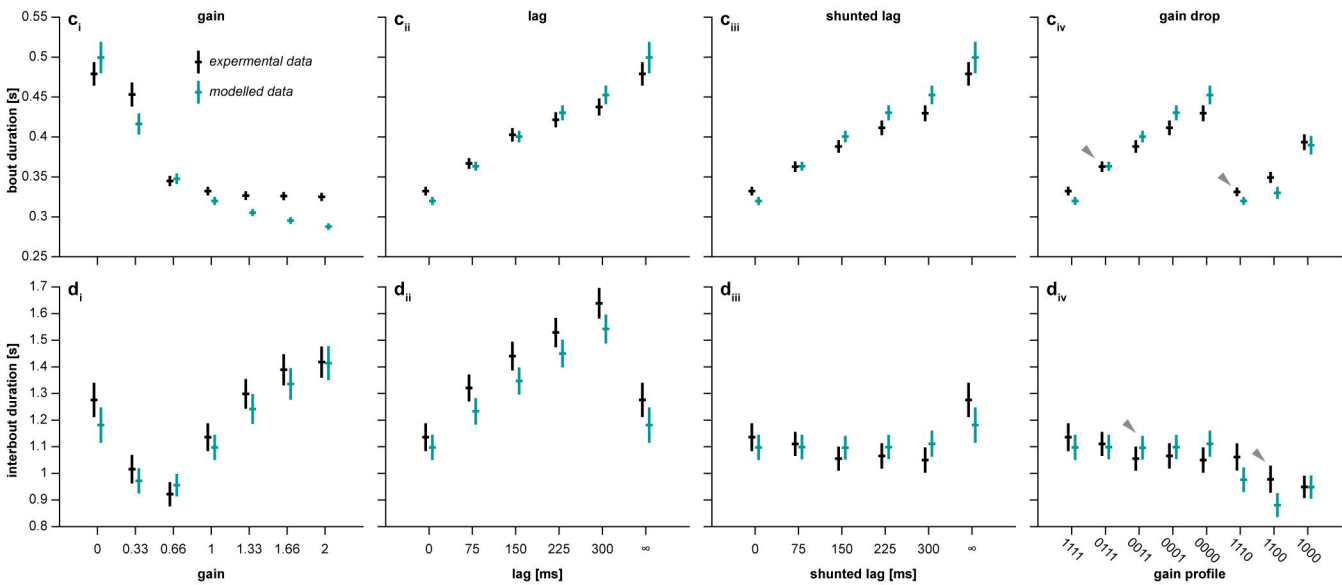 c_i gain
expermental data
modelled data
bout duration [s]
0.5
0.45
0.4
0.35
0.3
0.25
c_ii lag
c_iii shunted lag
c_iv gain drop
d_i
interbout duration [s]
1.7
1.6
1.5
1.4
1.3
1.2
1.1
1
0.9
0.8
0 0.33 0.66 1 1.33 1.66 2
gain
d_ii
0 75 150 225 300 ∞
lag [ms]
d_iii
0 75 150 225 300 ∞
shunted lag [ms]
d_iv
1111 0111 0011 0001 0000 1110 1100 1000
gain profile